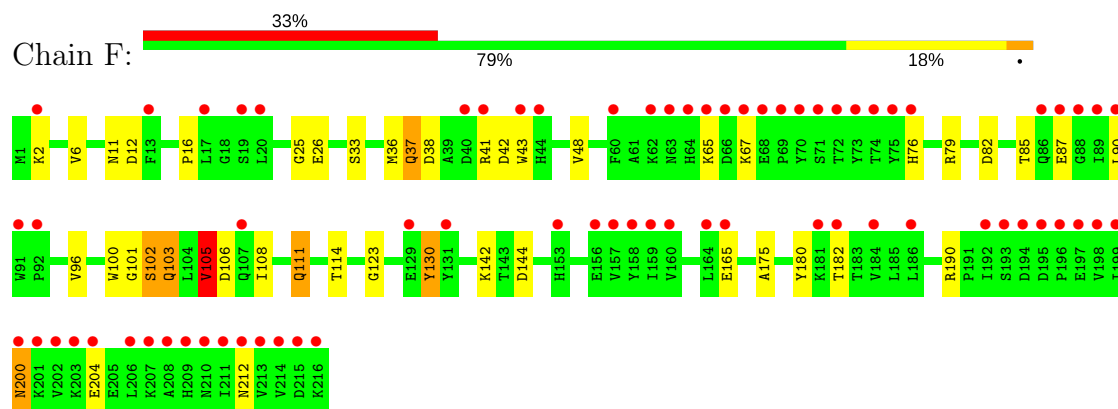 33%
Chain F:
79% 18% •
M1 K2 V6 N11 D12 F13 P16 L17 G18 S19 L20 G25 E26 S33 M36 Q37 D38 A39 D40 R41 D42 W43 H44 V48 F60 A61 K62 N63 H64 K65 D66 K67 E68 P69 Y70 S71 T72 Y73 T74 Y75 H76 R79 D82 T85 Q86 E87 G88 I89 L90
W91 P92 V96 W100 G101 S102 Q103 L104 V105 D106 Q107 I108 Q111 T114 G123 E129 Y130 Y131 K142 T143 D144 H153 E156 V157 Y158 I159 V160 L164 E165 A175 Y180 K181 T182 T183 V184 L185 L186 R190 P191 I192 S193 D194 D195 P196 E197 V198
N200 K201 V202 K203 E204 E205 L206 K207 A208 H209 N210 I211 N212 V213 V214 D215 K216